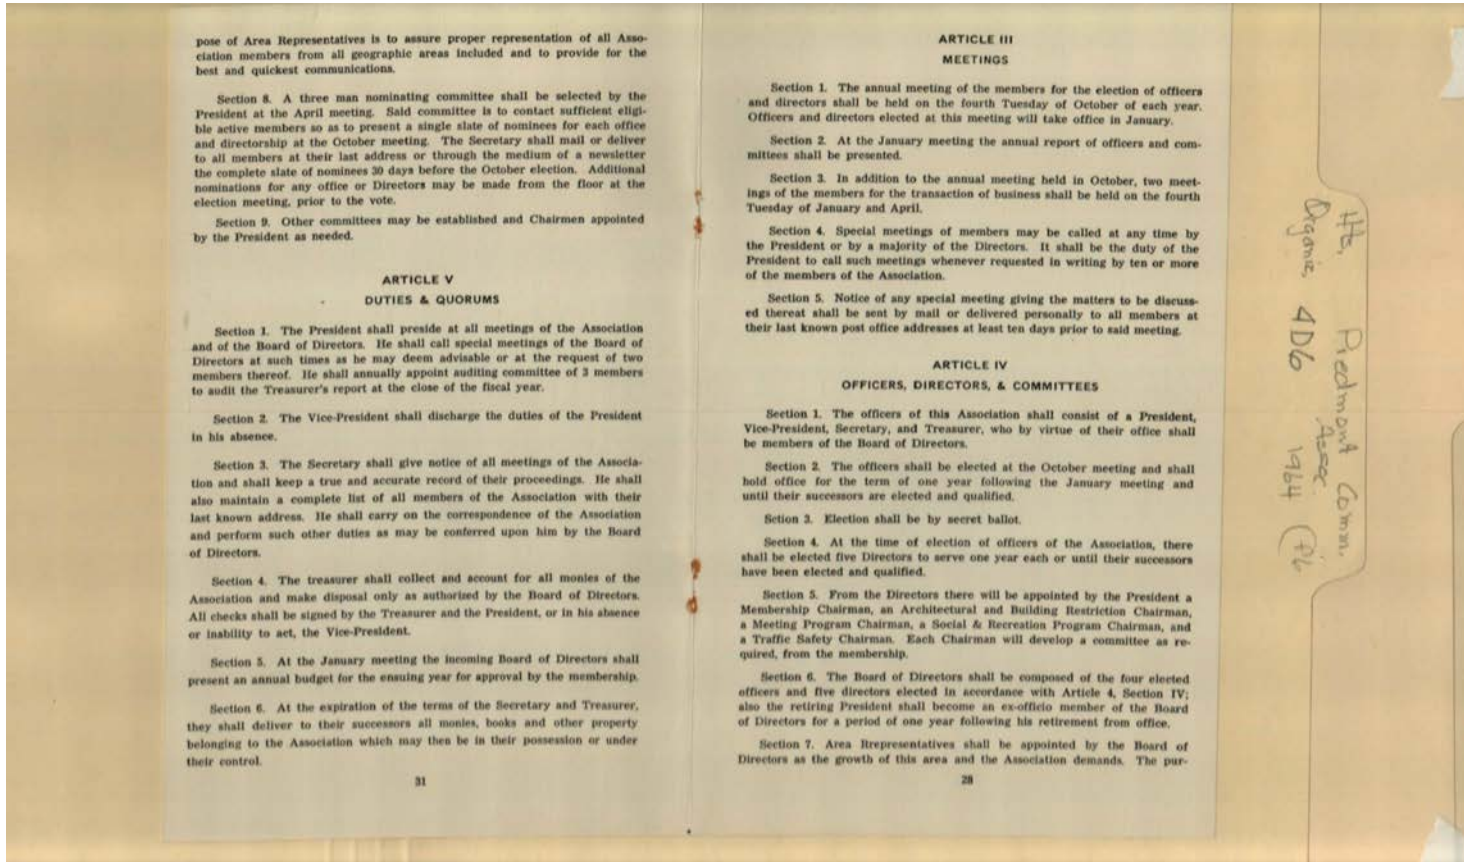 pose of Area Representatives is to assure proper representation of all Asso-
ciation members from all geographic areas included and to provide for the
best and quickest communications.
Section 8. A three man nominating committee shall be selected by the
President at the April meeting. Said committee is to contact sufficient eligi-
ble active members so as to present a single slate of nominees for each office
and directorship at the October meeting. The Secretary shall mail or deliver
to all members at their last address or through the medium of a newsletter
the complete slate of nominees 30 days before the October election. Additional
nominations for any office or Directors may be made from the floor at the
election meeting, prior to the vote.
Section 9. Other committees may be established and Chairmen appointed
by the President as needed.
ARTICLE V
DUTIES & QUORUMS
Section 1. The President shall preside at all meetings of the Association
and of the Board of Directors. He shall call special meetings of the Board of
Directors at such times as he may deem advisable or at the request of two
members thereof. He shall annually appoint auditing committee of 3 members
to audit the Treasurer's report at the close of the fiscal year.
Section 2. The Vice-President shall discharge the duties of the President
in his absence.
Section 3. The Secretary shall give notice of all meetings of the Associa-
tion and shall keep a true and accurate record of their proceedings. He shall
also maintain a complete list of all members of the Association with their
last known address. He shall carry on the correspondence of the Association
and perform such other duties as may be conferred upon him by the Board
of Directors.
Section 4. The treasurer shall collect and account for all monies of the
Association and make disposal only as authorized by the Board of Directors.
All checks shall be signed by the Treasurer and the President, or in his absence
or inability to act, the Vice-President.
Section 5. At the January meeting the incoming Board of Directors shall
present an annual budget for the ensuing year for approval by the membership.
Section 6. At the expiration of the terms of the Secretary and Treasurer,
they shall deliver to their successors all monies, books and other property
belonging to the Association which may then be in their possession or under
their control.
31
ARTICLE III
MEETINGS
Section 1. The annual meeting of the members for the election of officers
and directors shall be held on the fourth Tuesday of October of each year.
Officers and directors elected at this meeting will take office in January.
Section 2. At the January meeting the annual report of officers and com-
mittees shall be presented.
Section 3. In addition to the annual meeting held in October, two meet-
ings of the members for the transaction of business shall be held on the fourth
Tuesday of January and April.
Section 4. Special meetings of members may be called at any time by
the President or by a majority of the Directors. It shall be the duty of the
President to call such meetings whenever requested in writing by ten or more
of the members of the Association.
Section 5. Notice of any special meeting giving the matters to be discuss-
ed thereat shall be sent by mail or delivered personally to all members at
their last known post office addresses at least ten days prior to said meeting.
ARTICLE IV
OFFICERS, DIRECTORS, & COMMITTEES
Section 1. The officers of this Association shall consist of a President,
Vice-President, Secretary, and Treasurer, who by virtue of their office shall
be members of the Board of Directors.
Section 2. The officers shall be elected at the October meeting and shall
hold office for the term of one year following the January meeting and
until their successors are elected and qualified.
Sction 3. Election shall be by secret ballot.
Section 4. At the time of election of officers of the Association, there
shall be elected five Directors to serve one year each or until their successors
have been elected and qualified.
Section 5. From the Directors there will be appointed by the President a
Membership Chairman, an Architectural and Building Restriction Chairman,
a Meeting Program Chairman, a Social & Recreation Program Chairman, and
a Traffic Safety Chairman. Each Chairman will develop a committee as re-
quired, from the membership.
Section 6. The Board of Directors shall be composed of the four elected
officers and five directors elected in accordance with Article 4, Section IV;
also the retiring President shall become an ex-officio member of the Board
of Directors for a period of one year following his retirement from office.
Section 7. Area Rrepresentatives shall be appointed by the Board of
Directors as the growth of this area and the Association demands. The pur-
28
Piedmont Comm.
Assoc.
4D6 1964